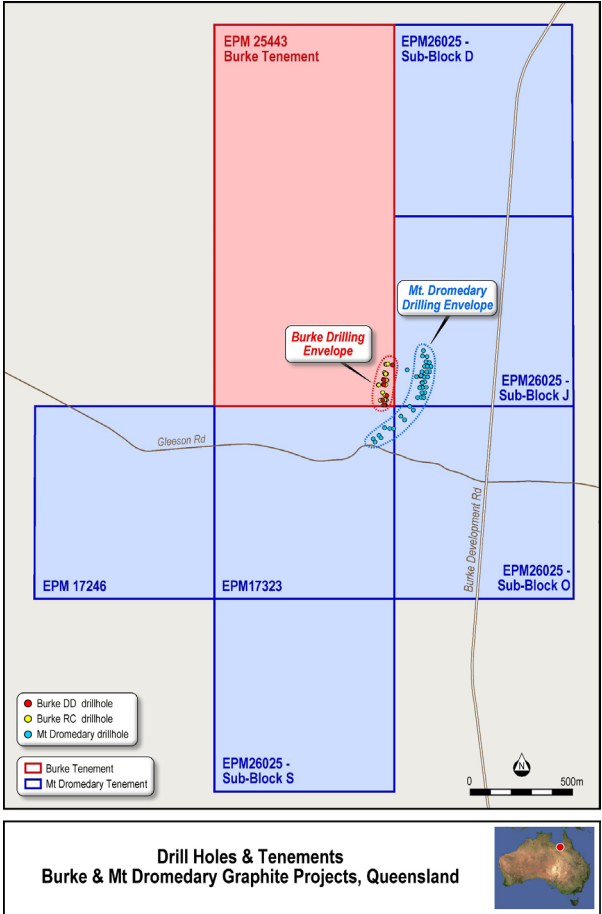 EPM 25443
Burke Tenement
EPM26025 -
Sub-Block D
Mt. Dromedary
Drilling Envelope
Burke Drilling
Envelope
EPM26025 -
Sub-Block J
Gleeson Rd
Burke Development Rd
EPM 17246
EPM17323
EPM26025 -
Sub-Block O
Burke DD drillhole
Burke RC drillhole
Mt Dromedary drillhole
Burke Tenement
Mt Dromedary Tenement
EPM26025 -
Sub-Block S
N
0 500m
Drill Holes & Tenements
Burke & Mt Dromedary Graphite Projects, Queensland